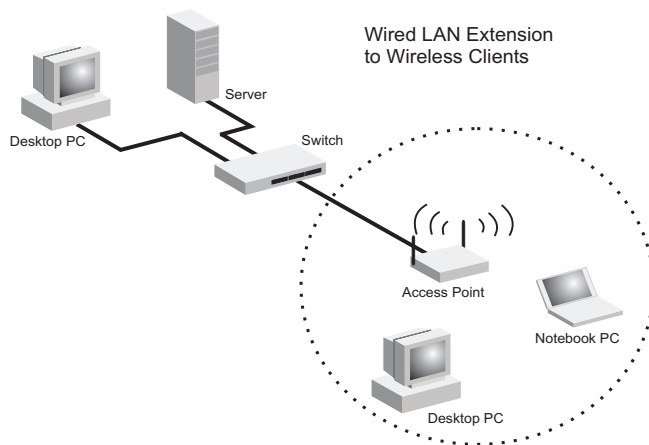 Wired LAN Extension
to Wireless Clients
Server
Desktop PC
Switch
Access Point
Notebook PC
Desktop PC